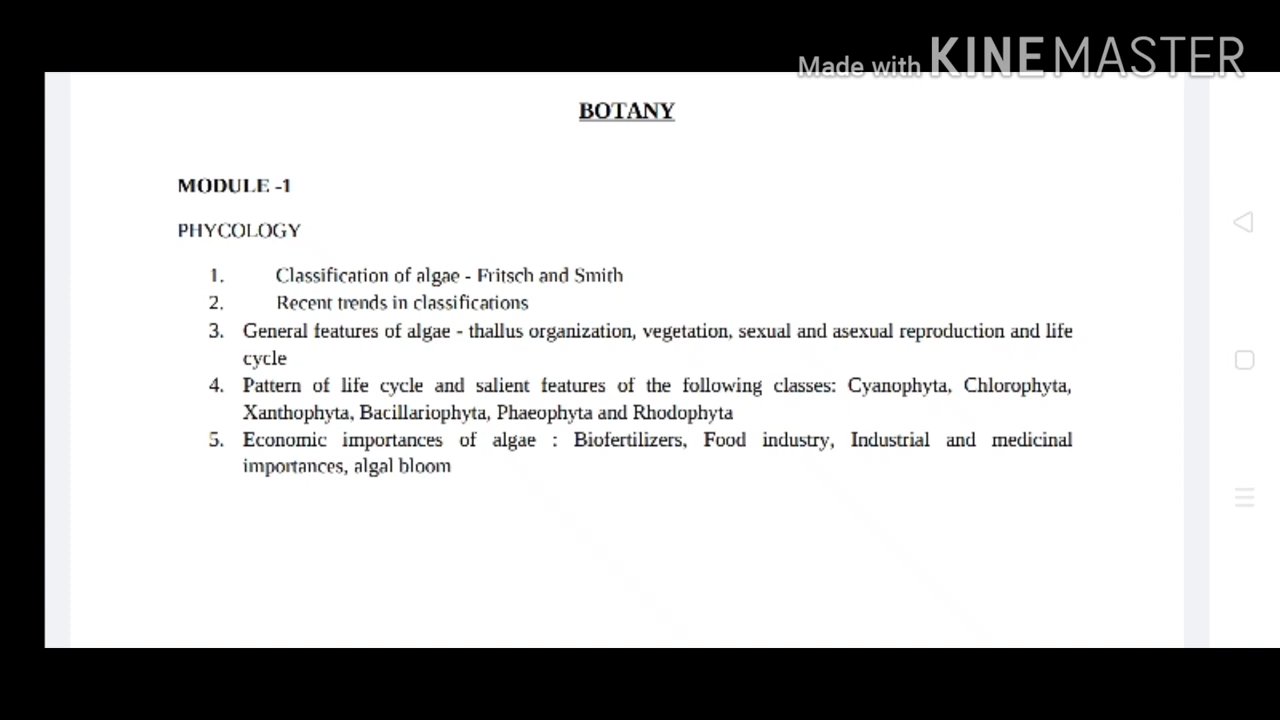 Made with KINEMASTER
BOTANY
MODULE -1
PHYCOLOGY
1. Classification of algae - Fritsch and Smith
2. Recent trends in classifications
3. General features of algae - thallus organization, vegetation, sexual and asexual reproduction and life
cycle
4. Pattern of life cycle and salient features of the following classes: Cyanophyta, Chlorophyta,
Xanthophyta, Bacillariophyta, Phaeophyta and Rhodophyta
5. Economic importances of algae : Biofertilizers, Food industry, Industrial and medicinal
importances, algal bloom